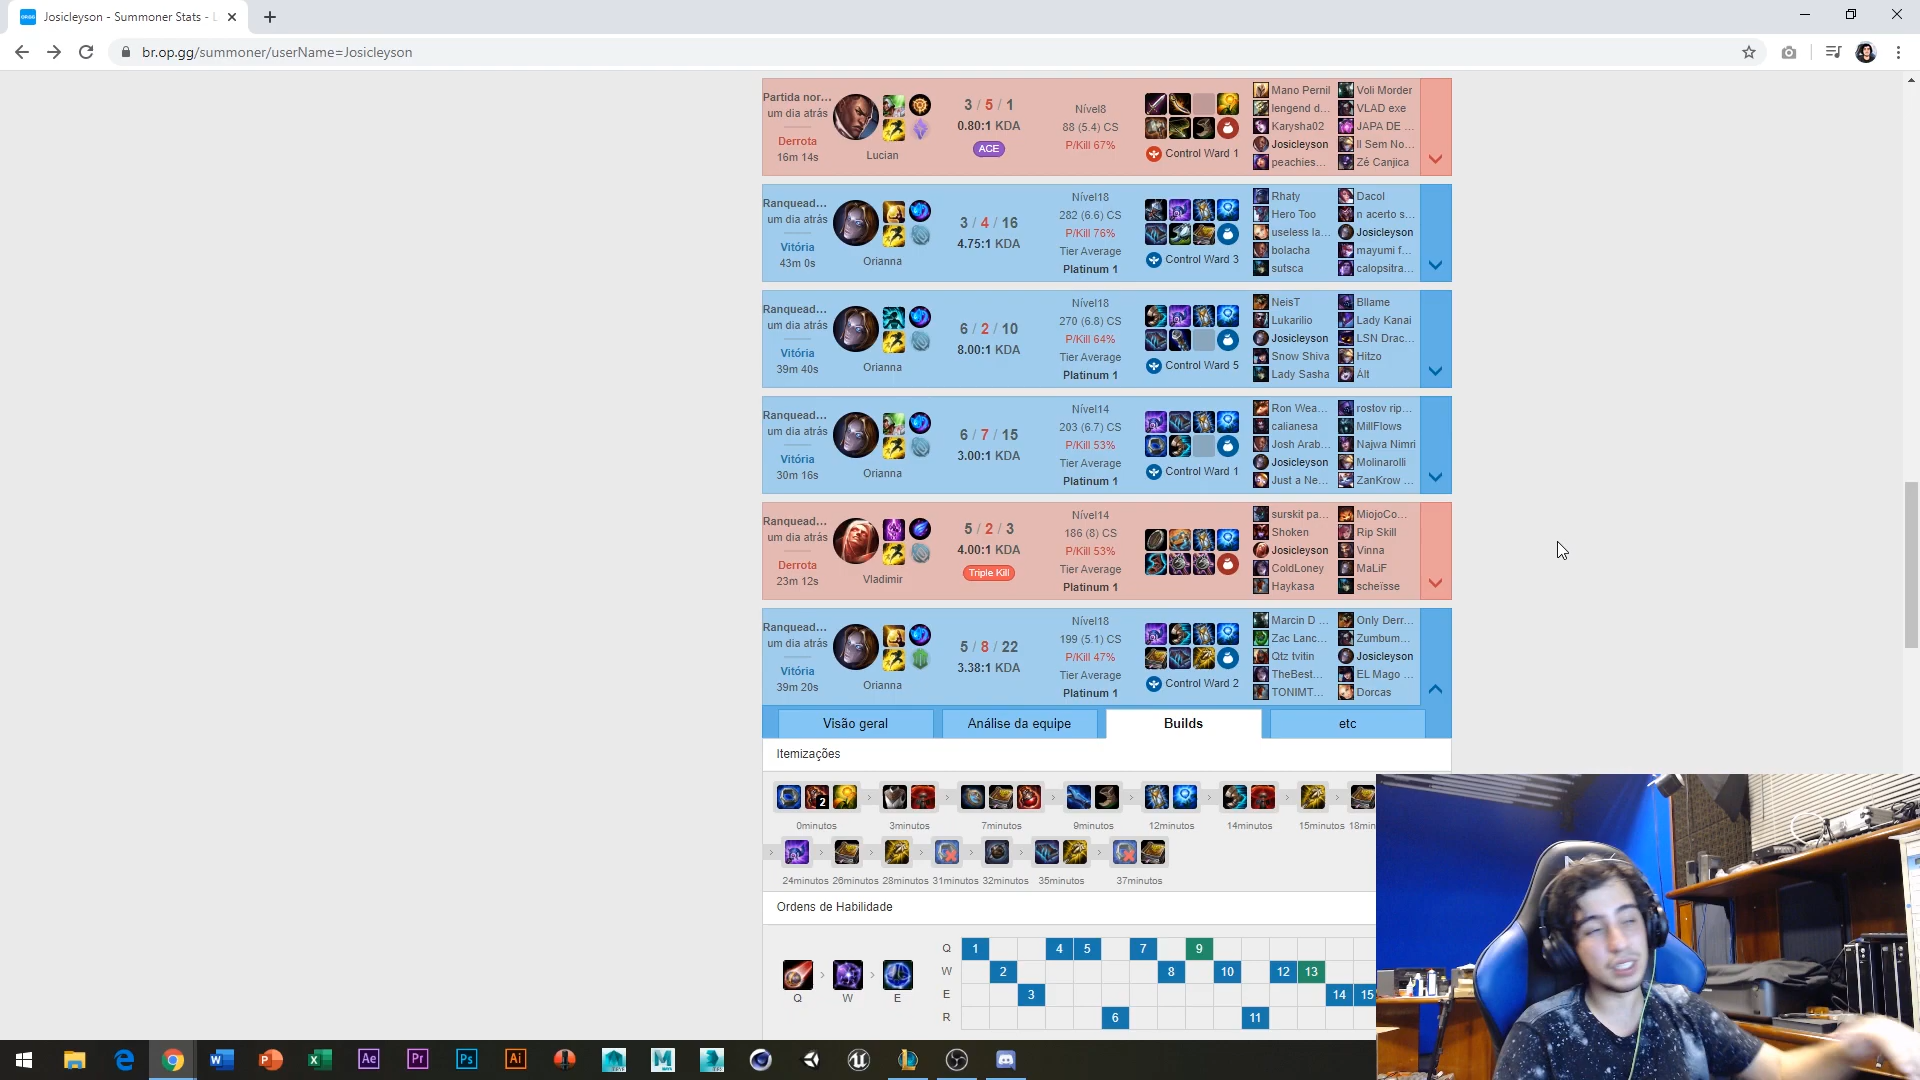 Josicleyson - Summoner Stats - L
br.op.gg/summoner/userName=Josicleyson
Partida nor...
um dia atrás
Derrota
16m 14s
Lucian
3 / 5 / 1
0.80:1 KDA
ACE
Nível8
88 (5.4) CS
P/Kill 67%
Control Ward 1
Mano Pernil
lengend d...
Karysha02
Josicleyson
peachies...
Voli Morder
VLAD exe
JAPA DE ...
Il Sem No...
Zé Canjica
Ranquead...
um dia atrás
Vitória
43m 0s
Orianna
3 / 4 / 16
4.75:1 KDA
Nível18
282 (6.6) CS
P/Kill 76%
Tier Average
Platinum 1
Control Ward 3
Rhaty
Hero Too
useless la...
bolacha
sutsca
Dacol
n acerto s...
Josicleyson
mayumi f...
calopsitra...
Ranquead...
um dia atrás
Vitória
39m 40s
Orianna
6 / 2 / 10
8.00:1 KDA
Nível18
270 (6.8) CS
P/Kill 64%
Tier Average
Platinum 1
Control Ward 5
NeisT
Lukarilio
Josicleyson
Snow Shiva
Lady Sasha
Bllame
Lady Kanai
LSN Drac...
Hitzo
Ált
Ranquead...
um dia atrás
Vitória
30m 16s
Orianna
6 / 7 / 15
3.00:1 KDA
Nível14
203 (6.7) CS
P/Kill 53%
Tier Average
Platinum 1
Control Ward 1
Ron Wea...
calianesa
Josh Arab...
Josicleyson
Just a Ne...
rostov rip...
MillFlows
Najwa Nimri
Molinarolli
ZanKrow ...
Ranquead...
um dia atrás
Derrota
23m 12s
Vladimir
5 / 2 / 3
4.00:1 KDA
Triple Kill
Nível14
186 (8) CS
P/Kill 53%
Tier Average
Platinum 1
surskit pa...
Shoken
Josicleyson
ColdLoney
Haykasa
MiojoCo...
Rip Skill
Vinna
MaLiF
scheïsse
Ranquead...
um dia atrás
Vitória
39m 20s
Orianna
5 / 8 / 22
3.38:1 KDA
Nível18
199 (5.1) CS
P/Kill 47%
Tier Average
Platinum 1
Control Ward 2
Marcin D ...
Zac Lanc...
Qtz tvitin
TheBest...
TONIMT...
Only Derr...
Zumbum...
Josicleyson
EL Mago ...
Dorcas
Visão geral
Análise da equipe
Builds
etc
Itemizações
2
0minutos 3minutos 7minutos 9minutos 12minutos 14minutos 15minutos 18min
24minutos 26minutos 28minutos 31minutos 32minutos 35minutos 37minutos
Ordens de Habilidade
Q W E
Q 1 4 5 7 9
W 2 8 10 12 13
E 3 14 15
R 6 11